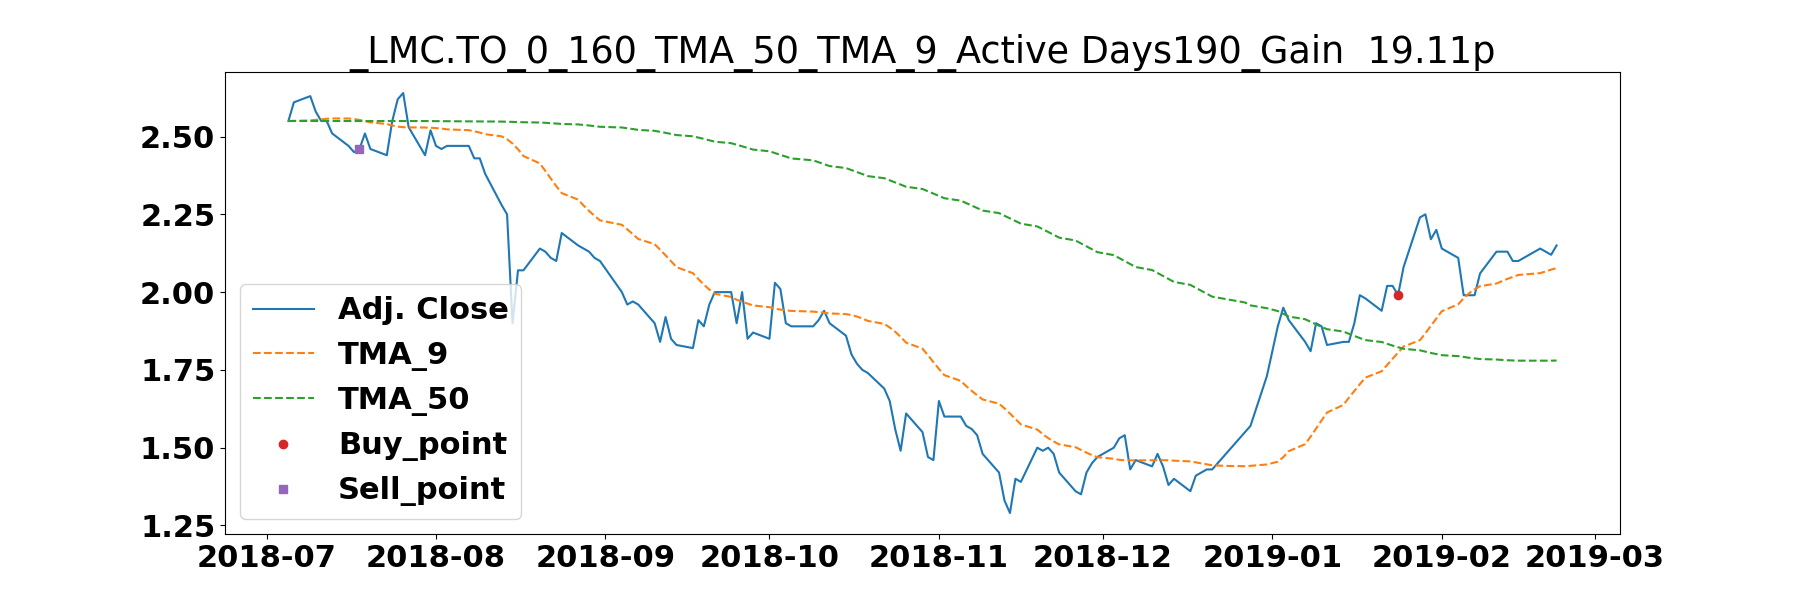 _LMC.TO_0_160_TMA_50_TMA_9_Active Days190_Gain  19.11p
2.50
2.25
2.00
1.75
1.50
1.25
Adj. Close
TMA_9
TMA_50
Buy_point
Sell_point
2018-07 2018-08 2018-09 2018-10 2018-11 2018-12 2019-01 2019-02 2019-03